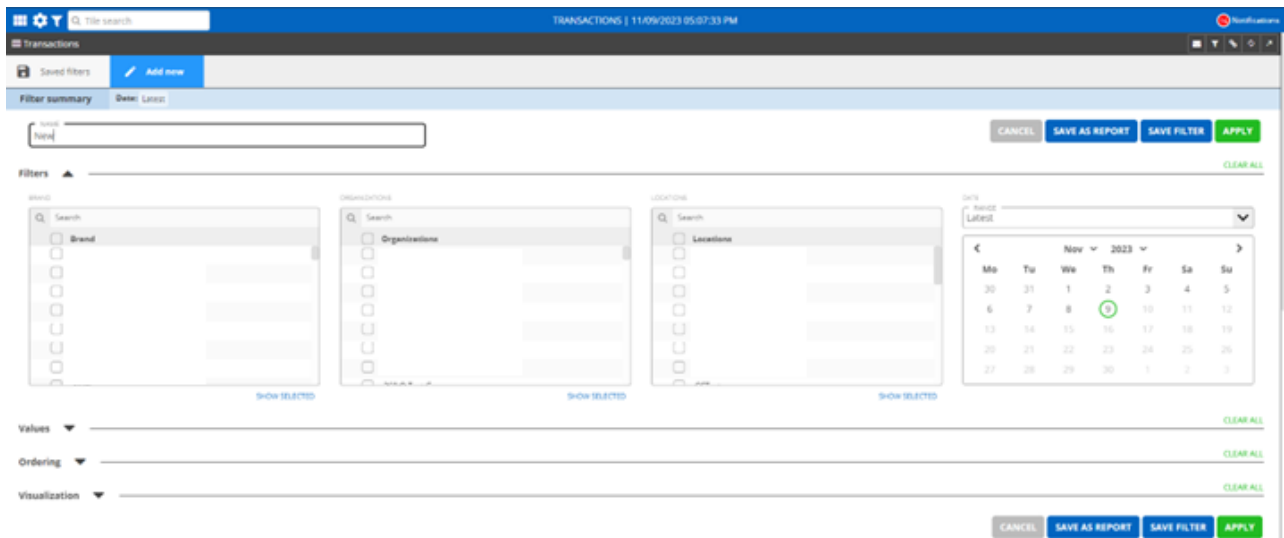 Tile search
TRANSACTIONS | 11/09/2023 05:07:33 PM
Notifications
Transactions
Saved filters
Add new
Filter summary
Date: Latest
NAME
New
CANCEL
SAVE AS REPORT
SAVE FILTER
APPLY
Filters
CLEAR ALL
BRAND
ORGANIZATIONS
LOCATIONS
DATE
RANGE
Latest
Search
Search
Search
Brand
Organizations
Locations
Nov 2023
Mo Tu We Th Fr Sa Su
30 31 1 2 3 4 5
6 7 8 9 10 11 12
13 14 15 16 17 18 19
20 21 22 23 24 25 26
27 28 29 30 1 2 3
SHOW SELECTED
SHOW SELECTED
SHOW SELECTED
Values
CLEAR ALL
Ordering
CLEAR ALL
Visualization
CLEAR ALL
CANCEL
SAVE AS REPORT
SAVE FILTER
APPLY